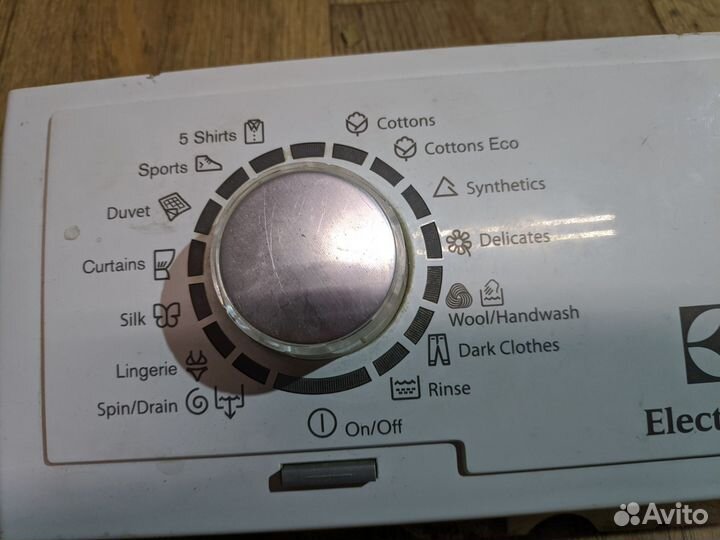 Cottons
Cottons Eco
Synthetics
Delicates
Wool/Handwash
Dark Clothes
Rinse
On/Off
Spin/Drain
Lingerie
Silk
Curtains
Duvet
Sports
5 Shirts
Elect
Avito